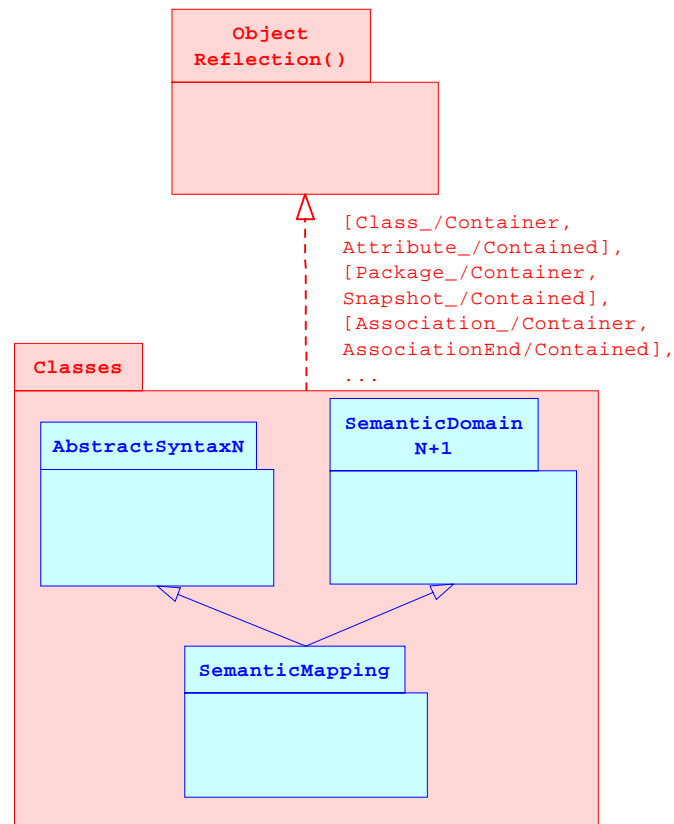 Object
Reflection()
[Class_/Container,
Attribute_/Contained],
[Package_/Container,
Snapshot_/Contained],
[Association_/Container,
AssociationEnd/Contained],
...
Classes
AbstractSyntaxN
SemanticDomain
N+1
SemanticMapping